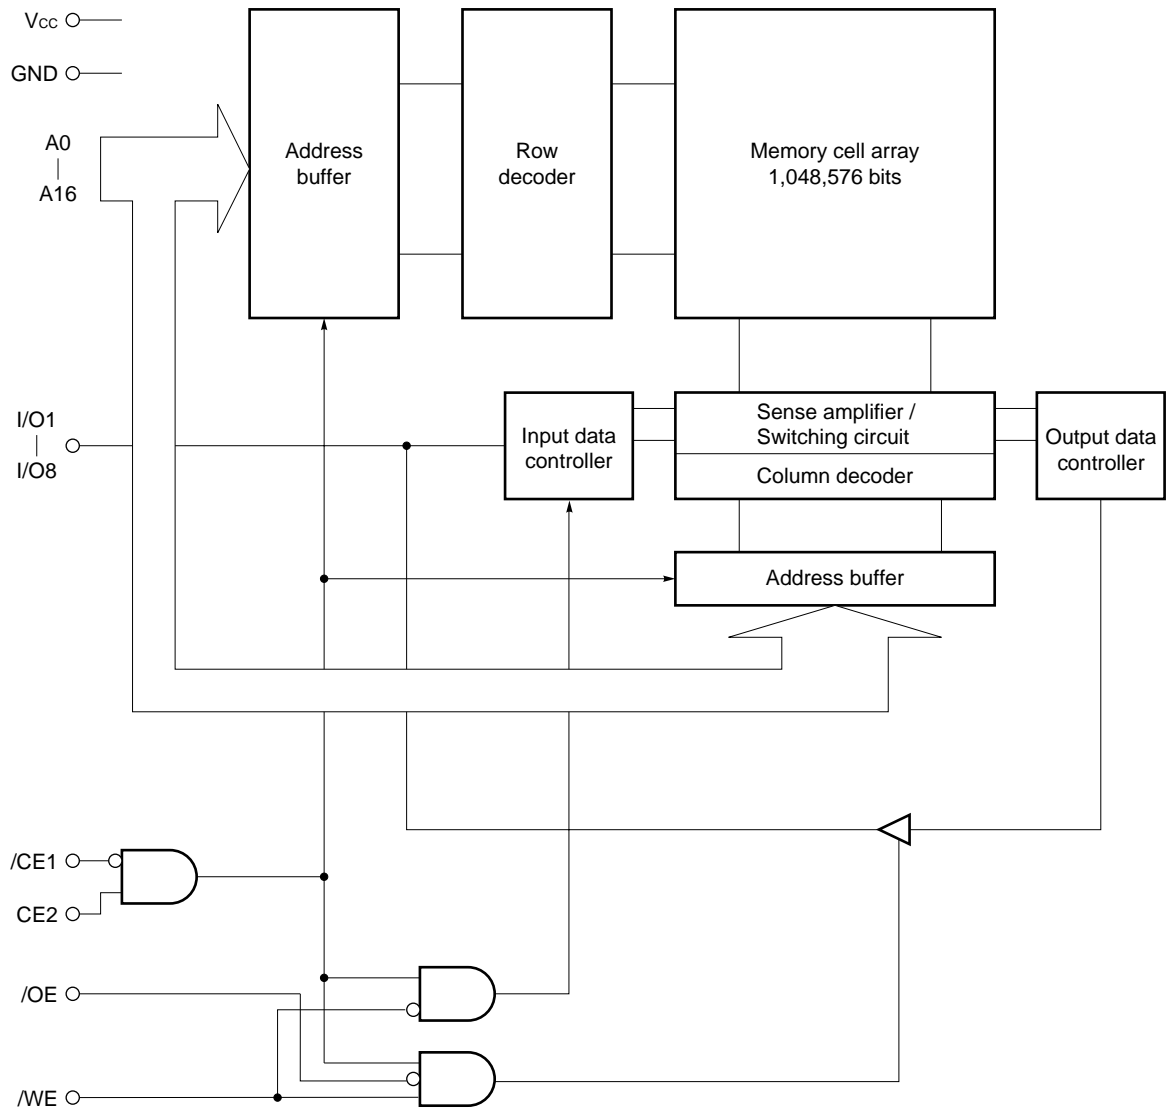 Vcc
GND
A0
|
A16
Address
buffer
Row
decoder
Memory cell array
1,048,576 bits
I/O1
|
I/O8
Input data
controller
Sense amplifier /
Switching circuit
Column decoder
Output data
controller
Address buffer
/CE1
CE2
/OE
/WE